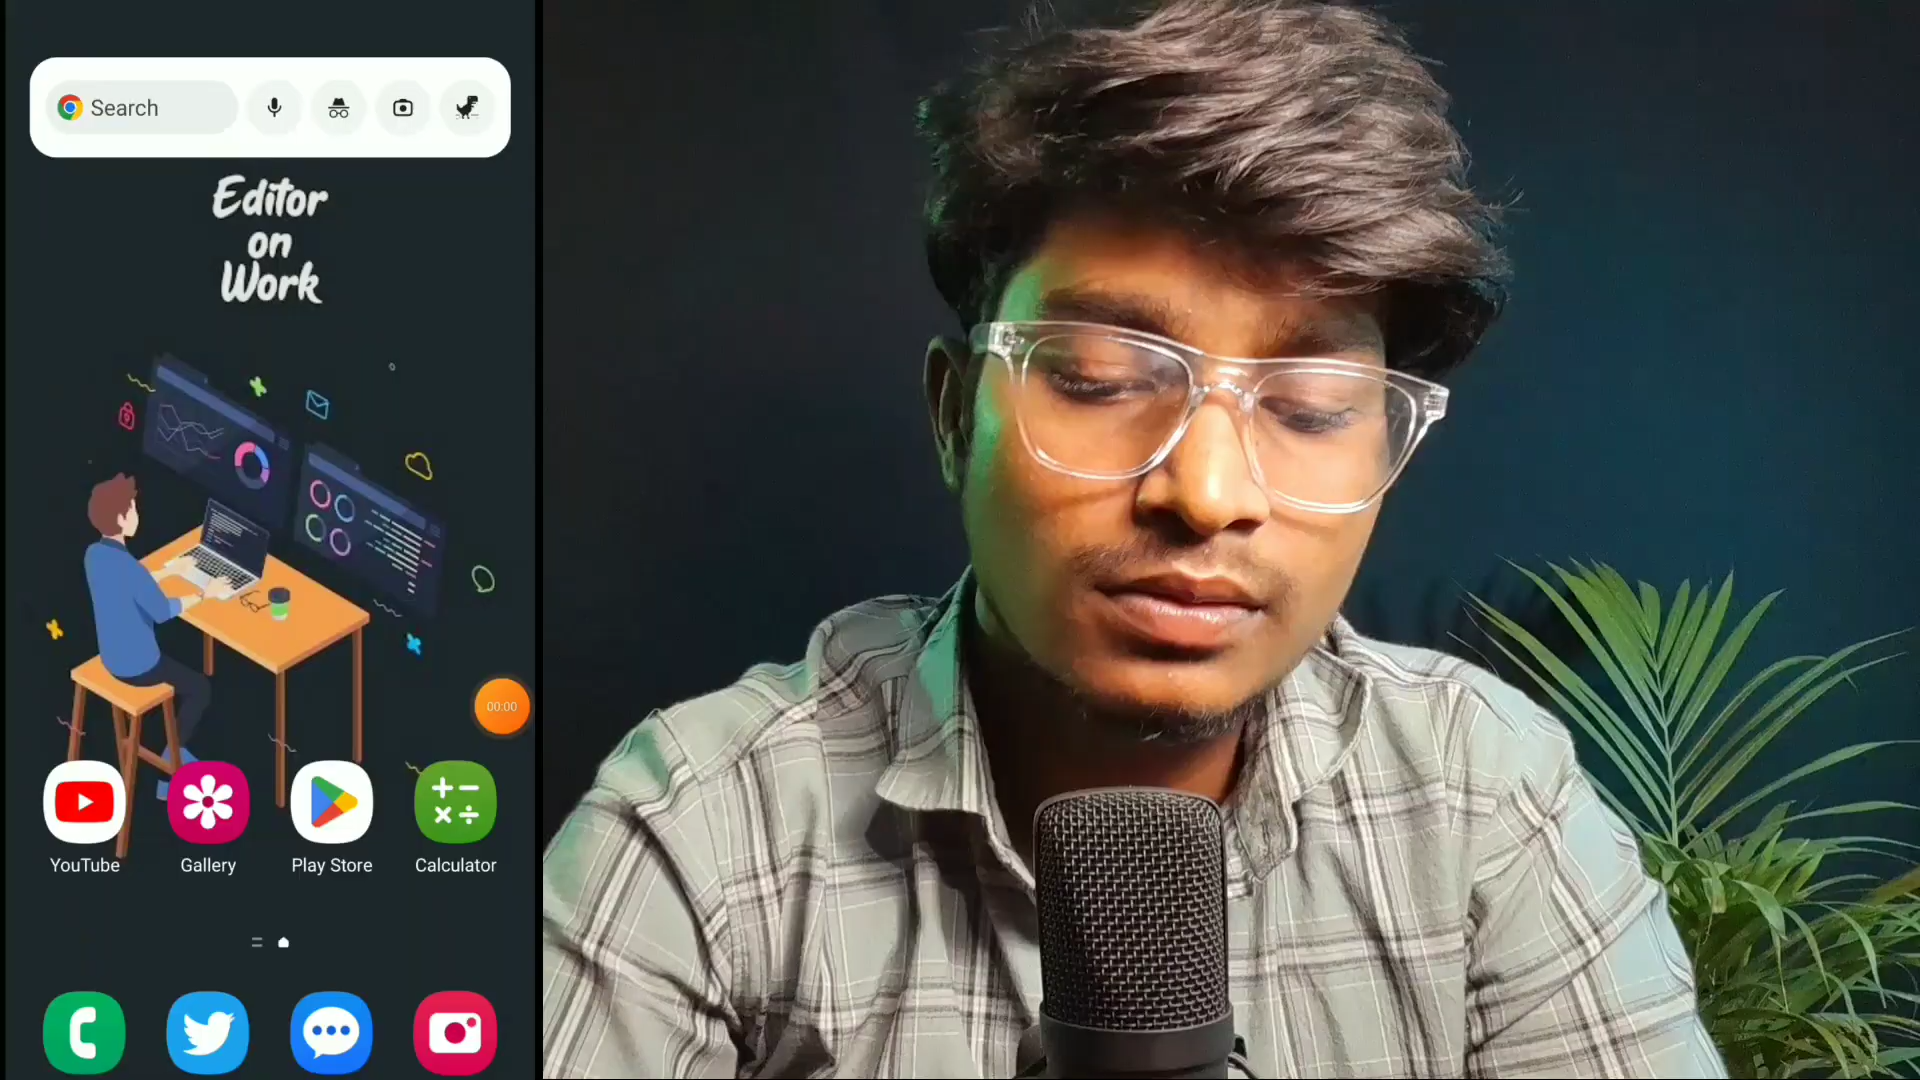 Search
Editor
on
Work
00:00
YouTube
Gallery
Play Store
Calculator